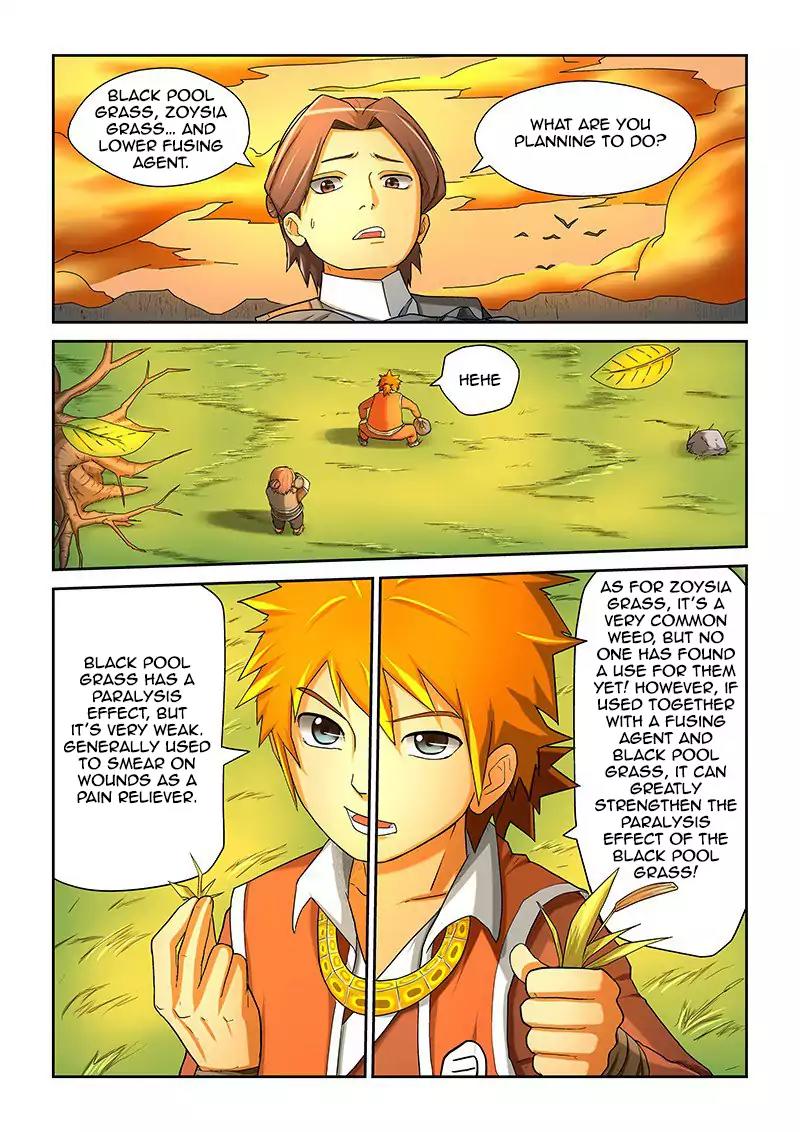 BLACK POOL
GRASS, ZOYSIA
GRASS... AND
LOWER FUSING
AGENT.
WHAT ARE YOU
PLANNING TO DO?
HEHE
BLACK POOL
GRASS HAS A
PARALYSIS
EFFECT, BUT
IT'S VERY WEAK.
GENERALLY USED
TO SMEAR ON
WOUNDS AS A
PAIN RELIEVER.
AS FOR ZOYSIA
GRASS, IT'S A
VERY COMMON
WEED, BUT NO
ONE HAS FOUND
A USE FOR THEM
YET! HOWEVER, IF
USED TOGETHER
WITH A FUSING
AGENT AND
BLACK POOL
GRASS, IT CAN
GREATLY
STRENGTHEN THE
PARALYSIS
EFFECT OF THE
BLACK POOL
GRASS!